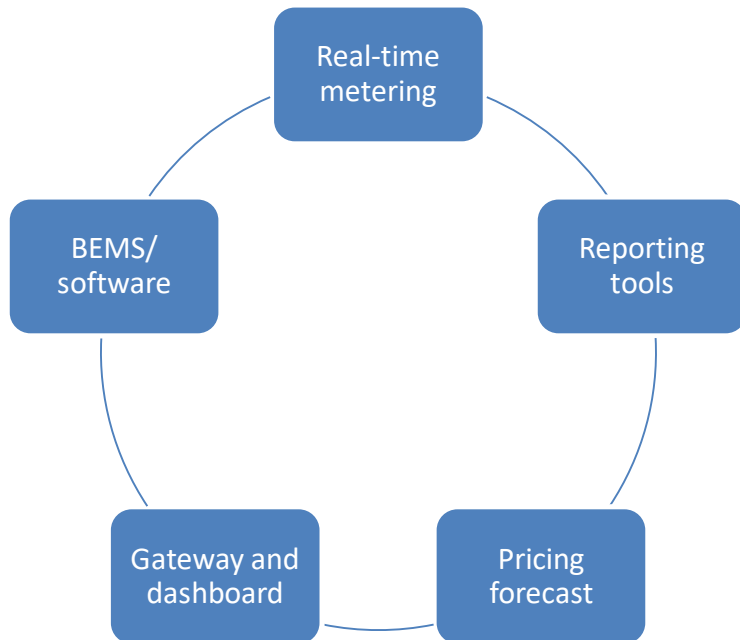 Real-time
metering
Reporting
tools
Pricing
forecast
Gateway and
dashboard
BEMS/
software